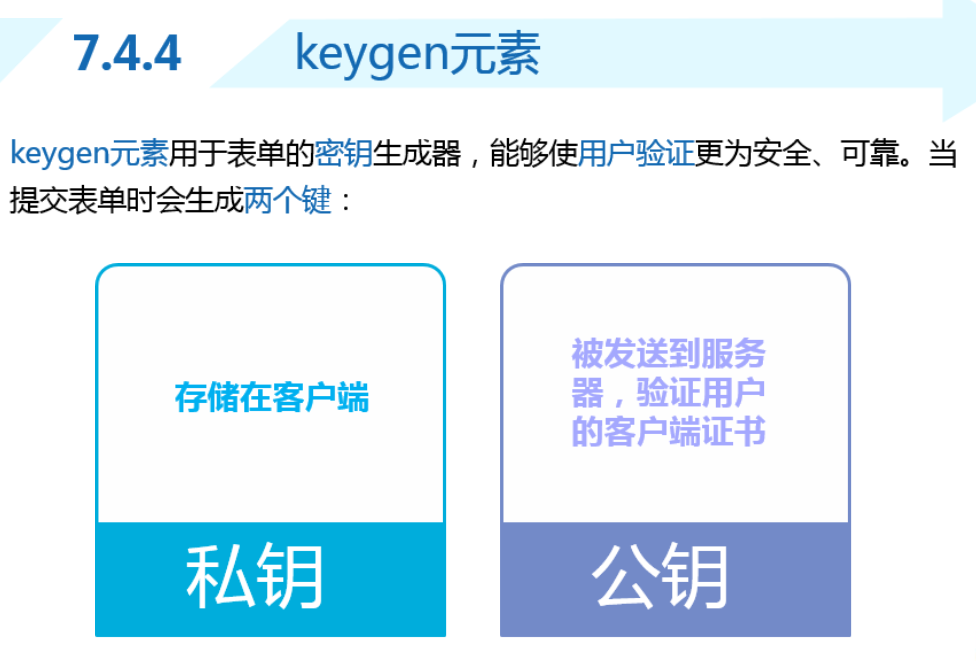 7.4.4 keygen元素
keygen元素用于表单的密钥生成器，能够使用户验证更为安全、可靠。当
提交表单时会生成两个键：
存储在客户端
私钥
被发送到服务
器，验证用户
的客户端证书
公钥